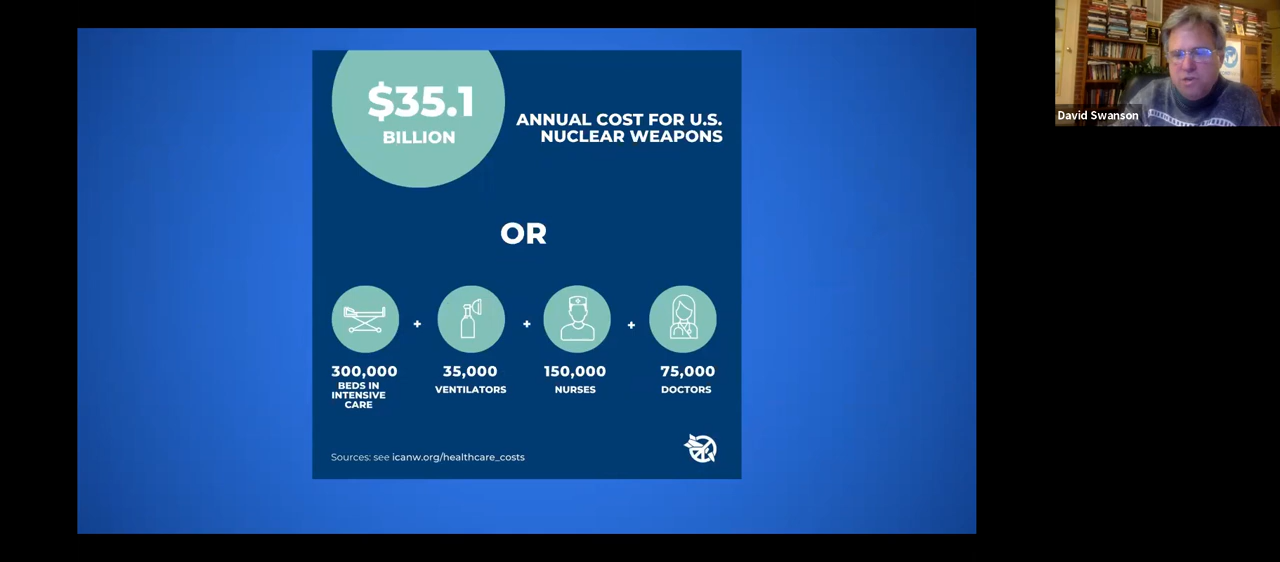 $35.1
BILLION
ANNUAL COST FOR U.S.
NUCLEAR WEAPONS
OR
+ + +
300,000
BEDS IN
INTENSIVE
CARE
35,000
VENTILATORS
150,000
NURSES
75,000
DOCTORS
Sources: see icanw.org/healthcare_costs
David Swanson